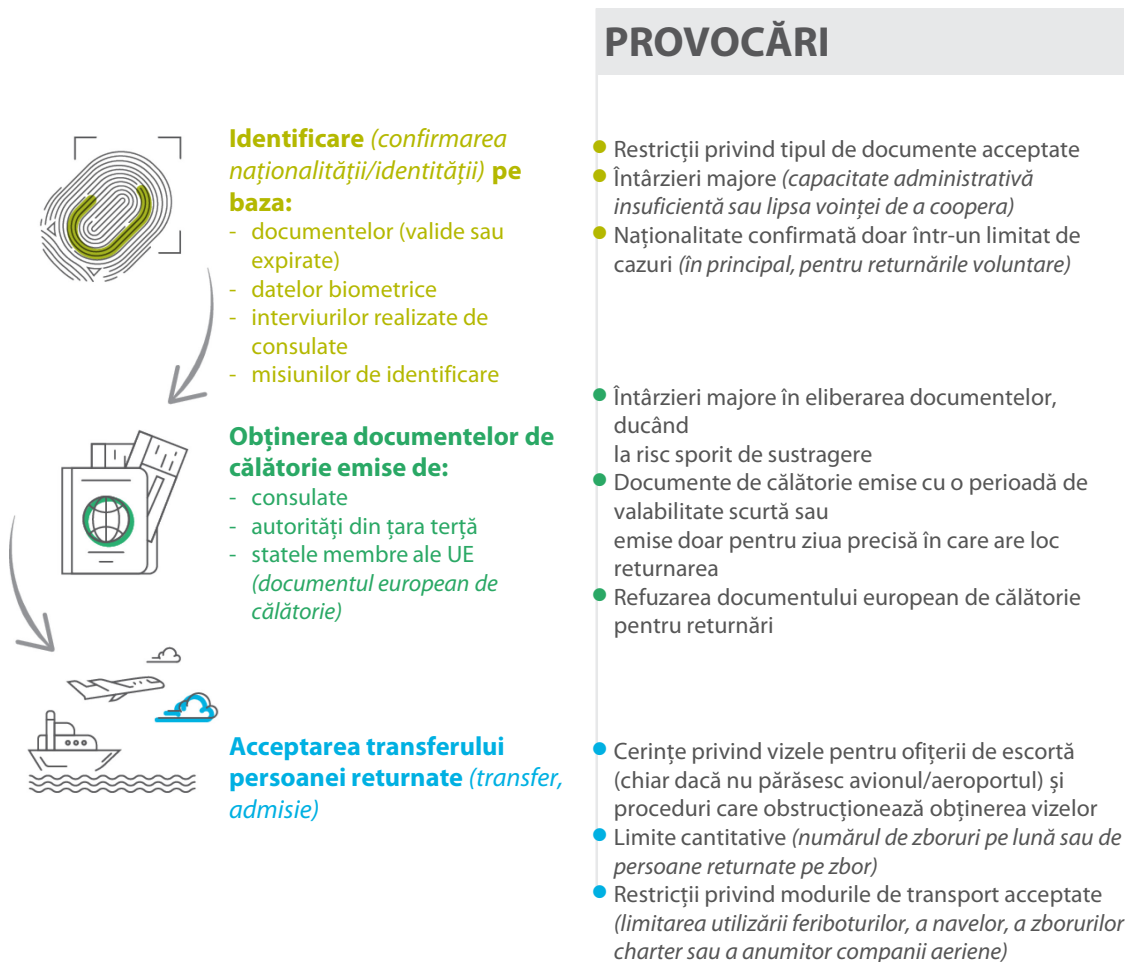 PROVOCĂRI
Identificare (confirmarea
naționalității/identității) pe
baza:
- documentelor (valide sau
expirate)
- datelor biometrice
- interviurilor realizate de
consulate
- misiunilor de identificare
Restricții privind tipul de documente acceptate
Întârzieri majore (capacitate administrativă
insuficientă sau lipsa voinței de a coopera)
Naționalitate confirmată doar într-un limitat de
cazuri (în principal, pentru returnările voluntare)
Obținerea documentelor de
călătorie emise de:
- consulate
- autorități din țara terță
- statele membre ale UE
(documentul european de
călătorie)
Întârzieri majore în eliberarea documentelor,
ducând
la risc sporit de sustragere
Documente de călătorie emise cu o perioadă de
valabilitate scurtă sau
emise doar pentru ziua precisă în care are loc
returnarea
Refuzarea documentului european de călătorie
pentru returnări
Acceptarea transferului
persoanei returnate (transfer,
admisie)
Cerințe privind vizele pentru ofițerii de escortă
(chiar dacă nu părăsesc avionul/aeroportul) și
proceduri care obstrucționează obținerea vizelor
Limite cantitative (numărul de zboruri pe lună sau de
persoane returnate pe zbor)
Restricții privind modurile de transport acceptate
(limitarea utilizării feriboturilor, a navelor, a zborurilor
charter sau a anumitor companii aeriene)